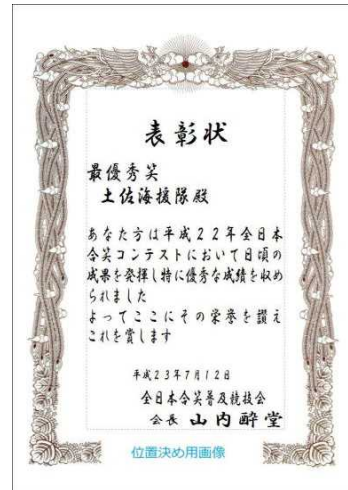 表彰状
最優秀笑
土佐海援隊殿
あなた方は平成22年全日本
合笑コンテストにおいて日頃の
成果を発揮し特に優秀な成績を収め
られました
よってここにその栄誉を讃え
これを賞します
平成23年7月12日
全日本合笑普及競技会
会長 山内酔堂
位置決め用画像